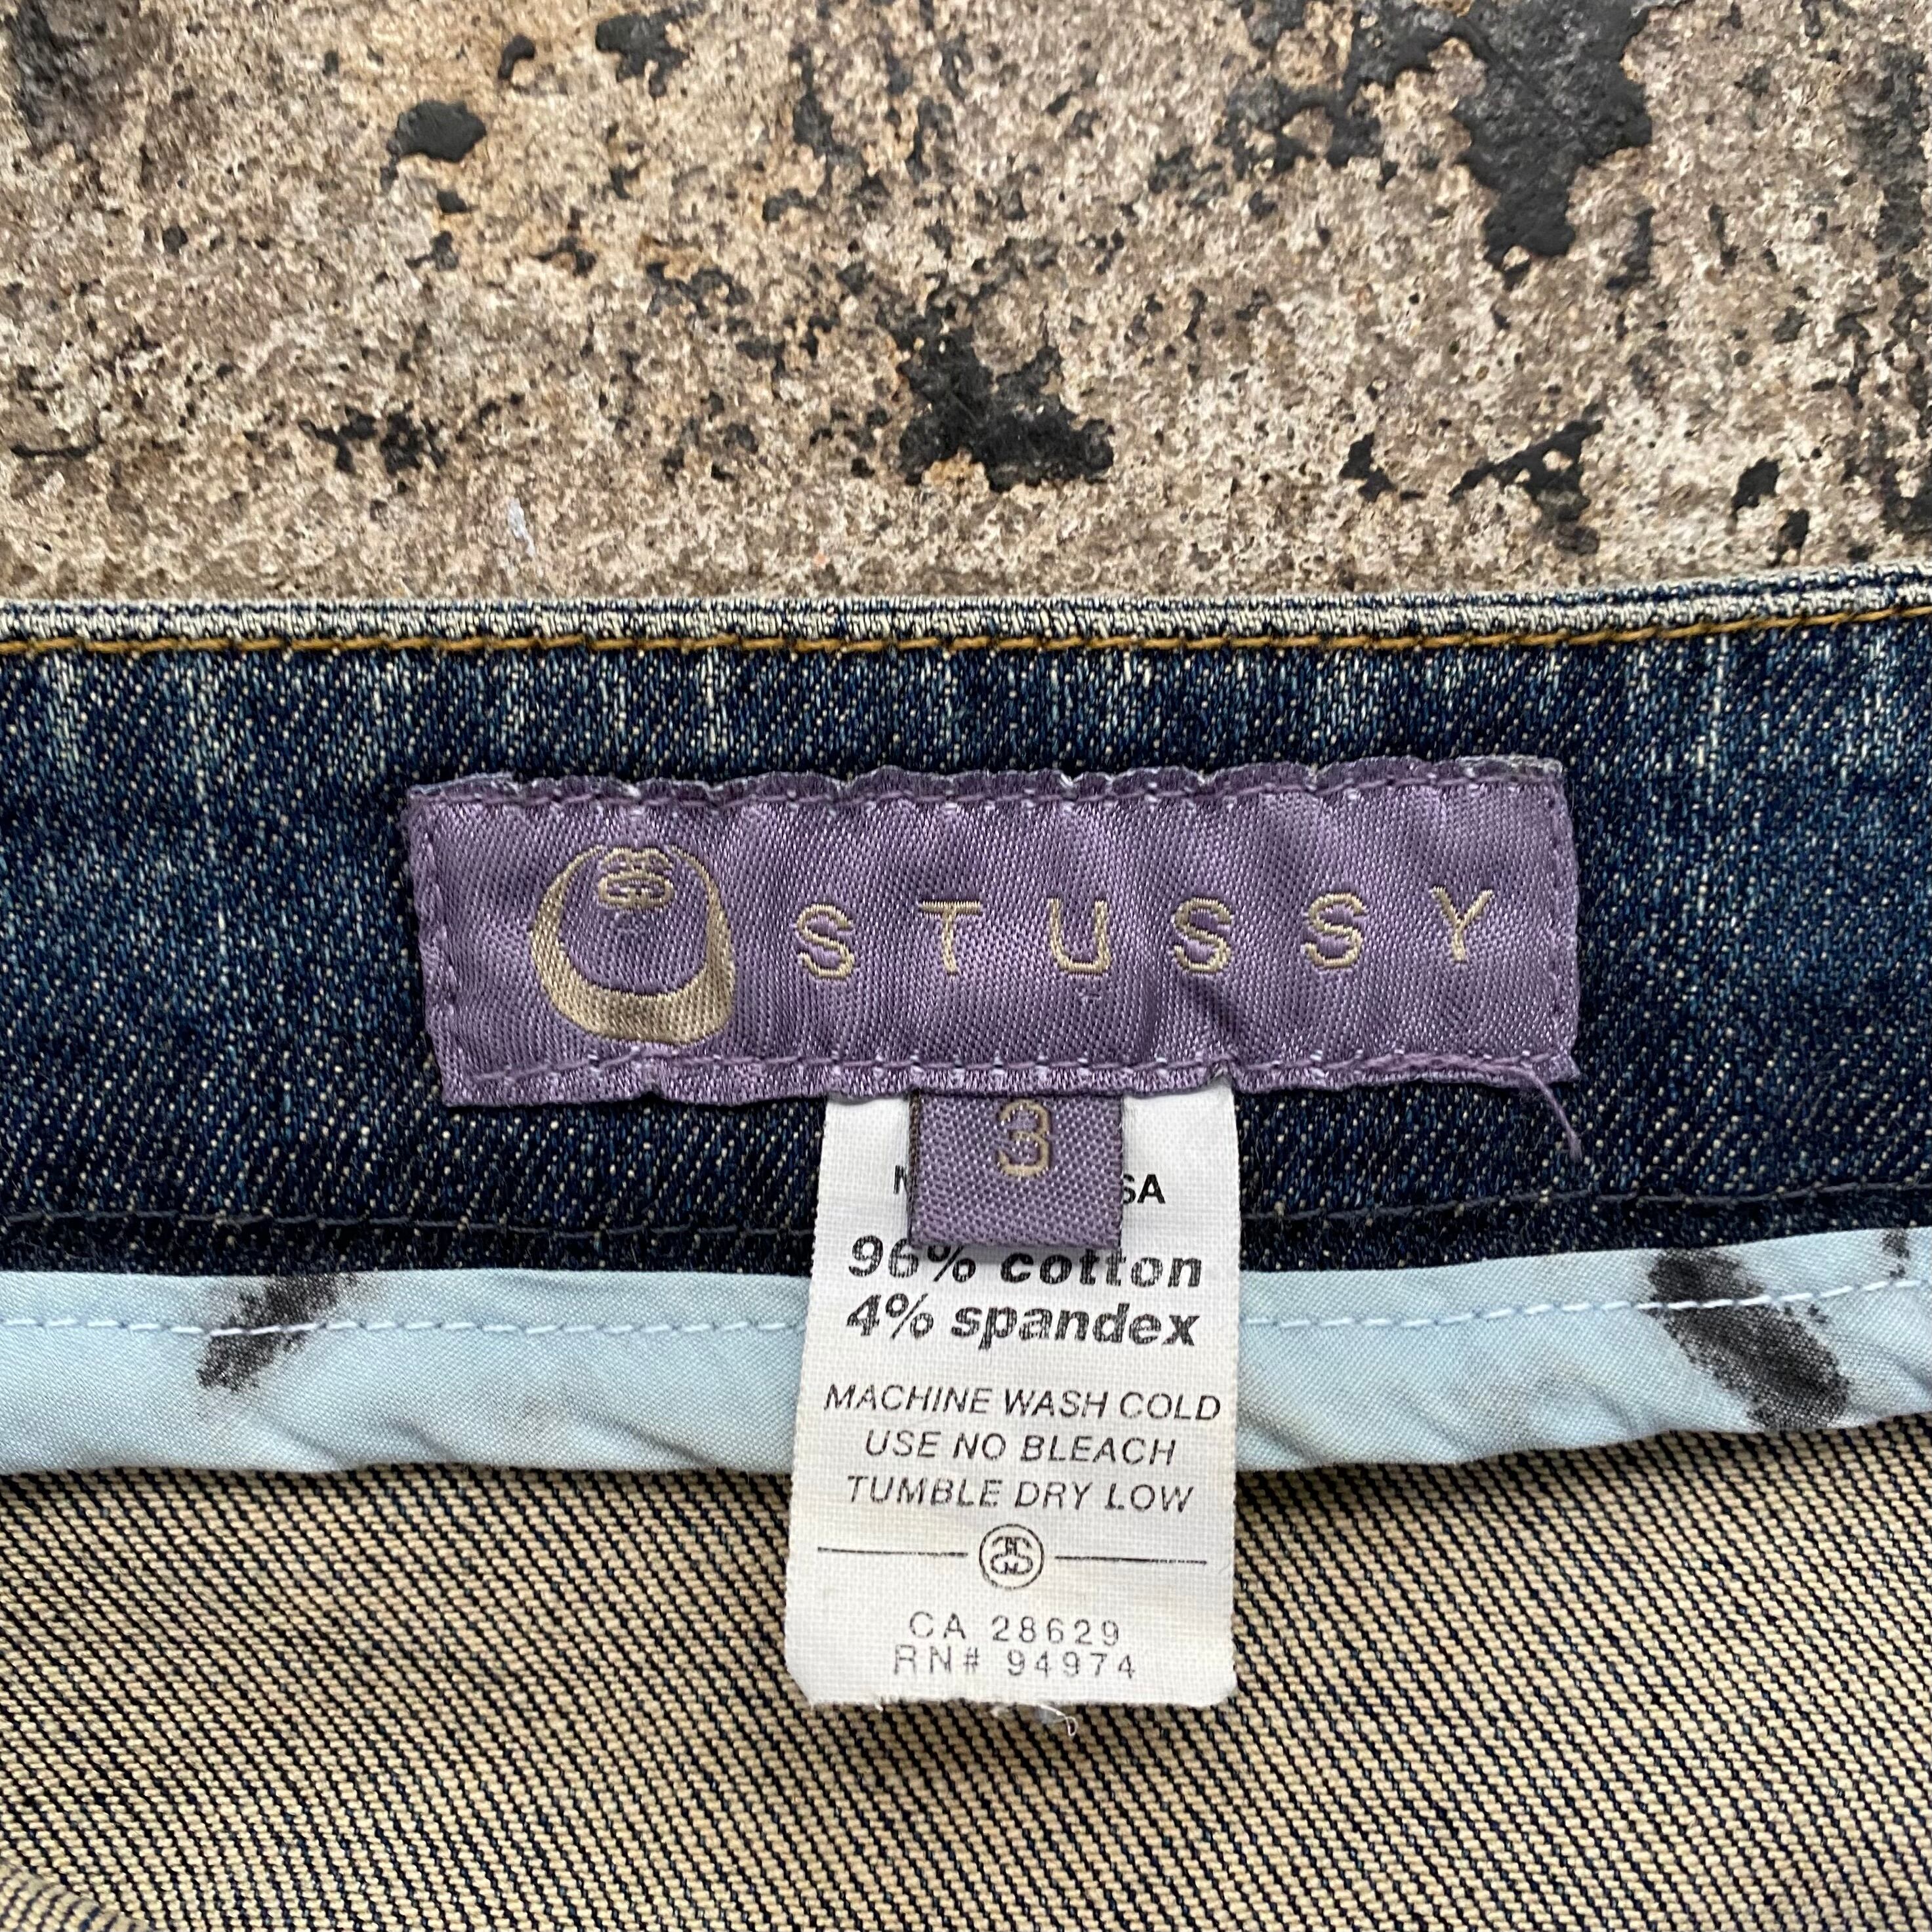 STUSSY
3
SA
96% cotton
4% spandex
MACHINE WASH COLD
USE NO BLEACH
TUMBLE DRY LOW
CA 28629
RN# 94974